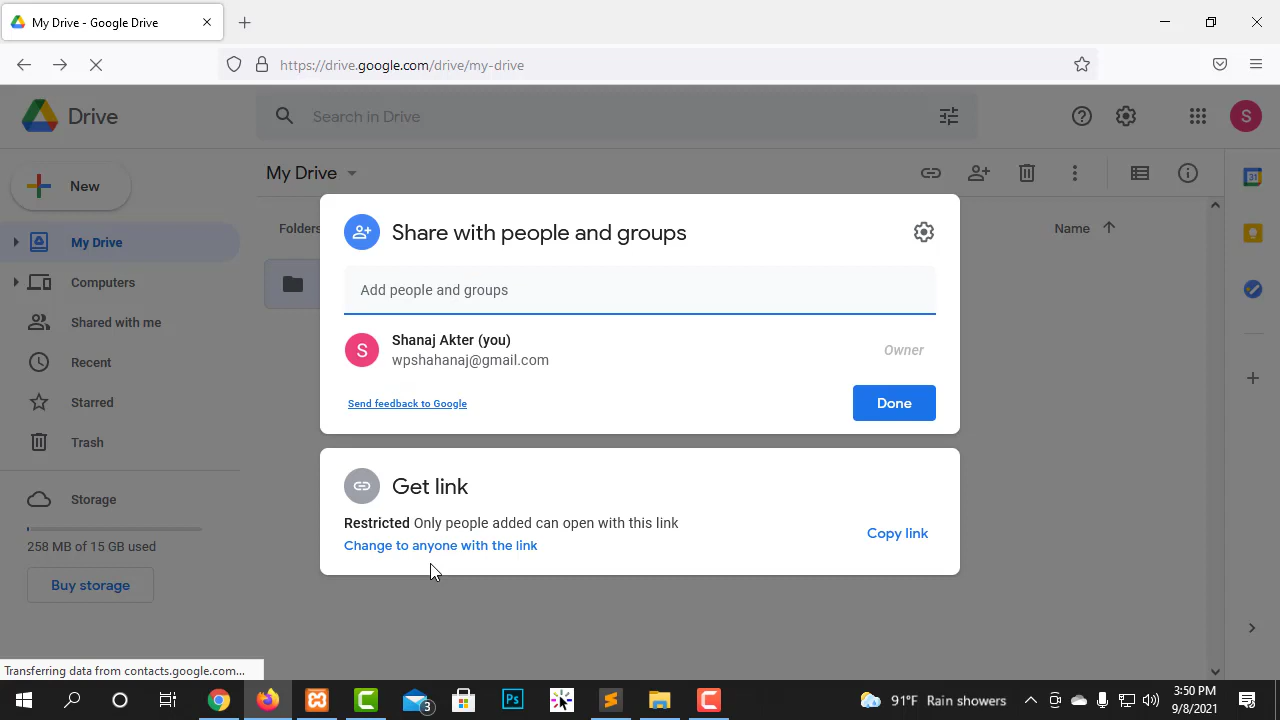 My Drive - Google Drive
https://drive.google.com/drive/my-drive
Drive
Search in Drive
S
New
My Drive
31
Folders
Name
My Drive
Computers
Shared with me
Recent
Starred
Trash
Storage
258 MB of 15 GB used
Buy storage
Share with people and groups
Add people and groups
S
Shanaj Akter (you)
wpshahanaj@gmail.com
Owner
Send feedback to Google
Done
Get link
Restricted Only people added can open with this link
Change to anyone with the link
Copy link
Transferring data from contacts.google.com...
3
Ps
91°F Rain showers
3:50 PM
9/8/2021